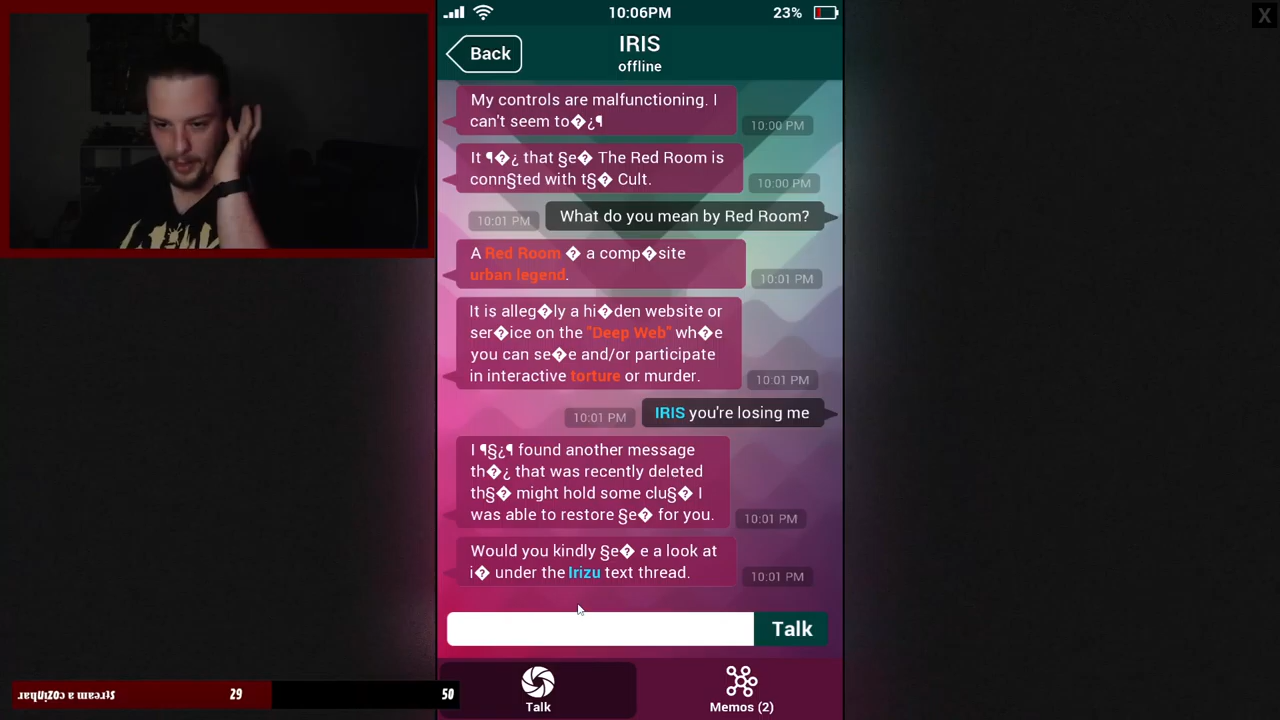 10:06PM
23%
X
Back
IRIS
offline
My controls are malfunctioning. I
can't seem to�¿¶
10:00 PM
It ¶�¿ that §e� The Red Room is
conn§ted with t§� Cult.
10:00 PM
What do you mean by Red Room?
10:01 PM
A Red Room � a comp�site
urban legend.
10:01 PM
It is alleg�ly a hi�den website or
ser�ice on the "Deep Web" wh�e
you can se�e and/or participate
in interactive torture or murder.
10:01 PM
IRIS you're losing me
10:01 PM
I ¶§¿¶ found another message
th�¿ that was recently deleted
th§� might hold some clu§� I
was able to restore §e� for you.
10:01 PM
Would you kindly §e� e a look at
i� under the Irizu text thread.
10:01 PM
Talk
Talk
Memos (2)
Stream a cozinhar
29
50